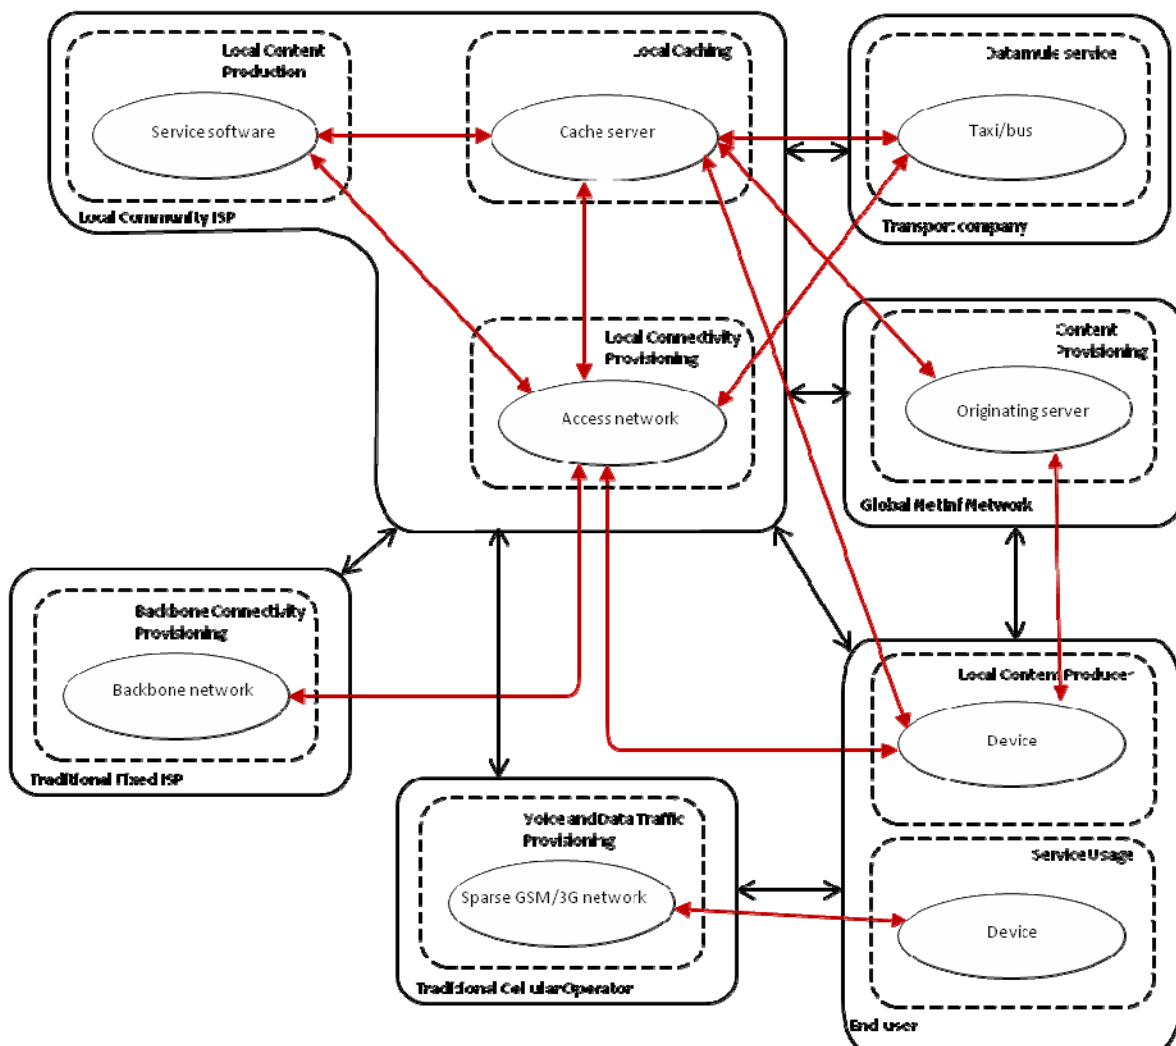 Local Content
Production
Service software
Local Community ISP
Local Caching
Cache server
Datamule service
Taxi/bus
Transport company
Local Connectivity
Provisioning
Access network
Content
Provisioning
Originating server
Global NetInf Network
Backbone Connectivity
Provisioning
Backbone network
Traditional Fixed ISP
Voice and Data Traffic
Provisioning
Sparse GSM/3G network
Traditional Cellular Operator
Local Content Producer
Device
Service Usage
Device
End user